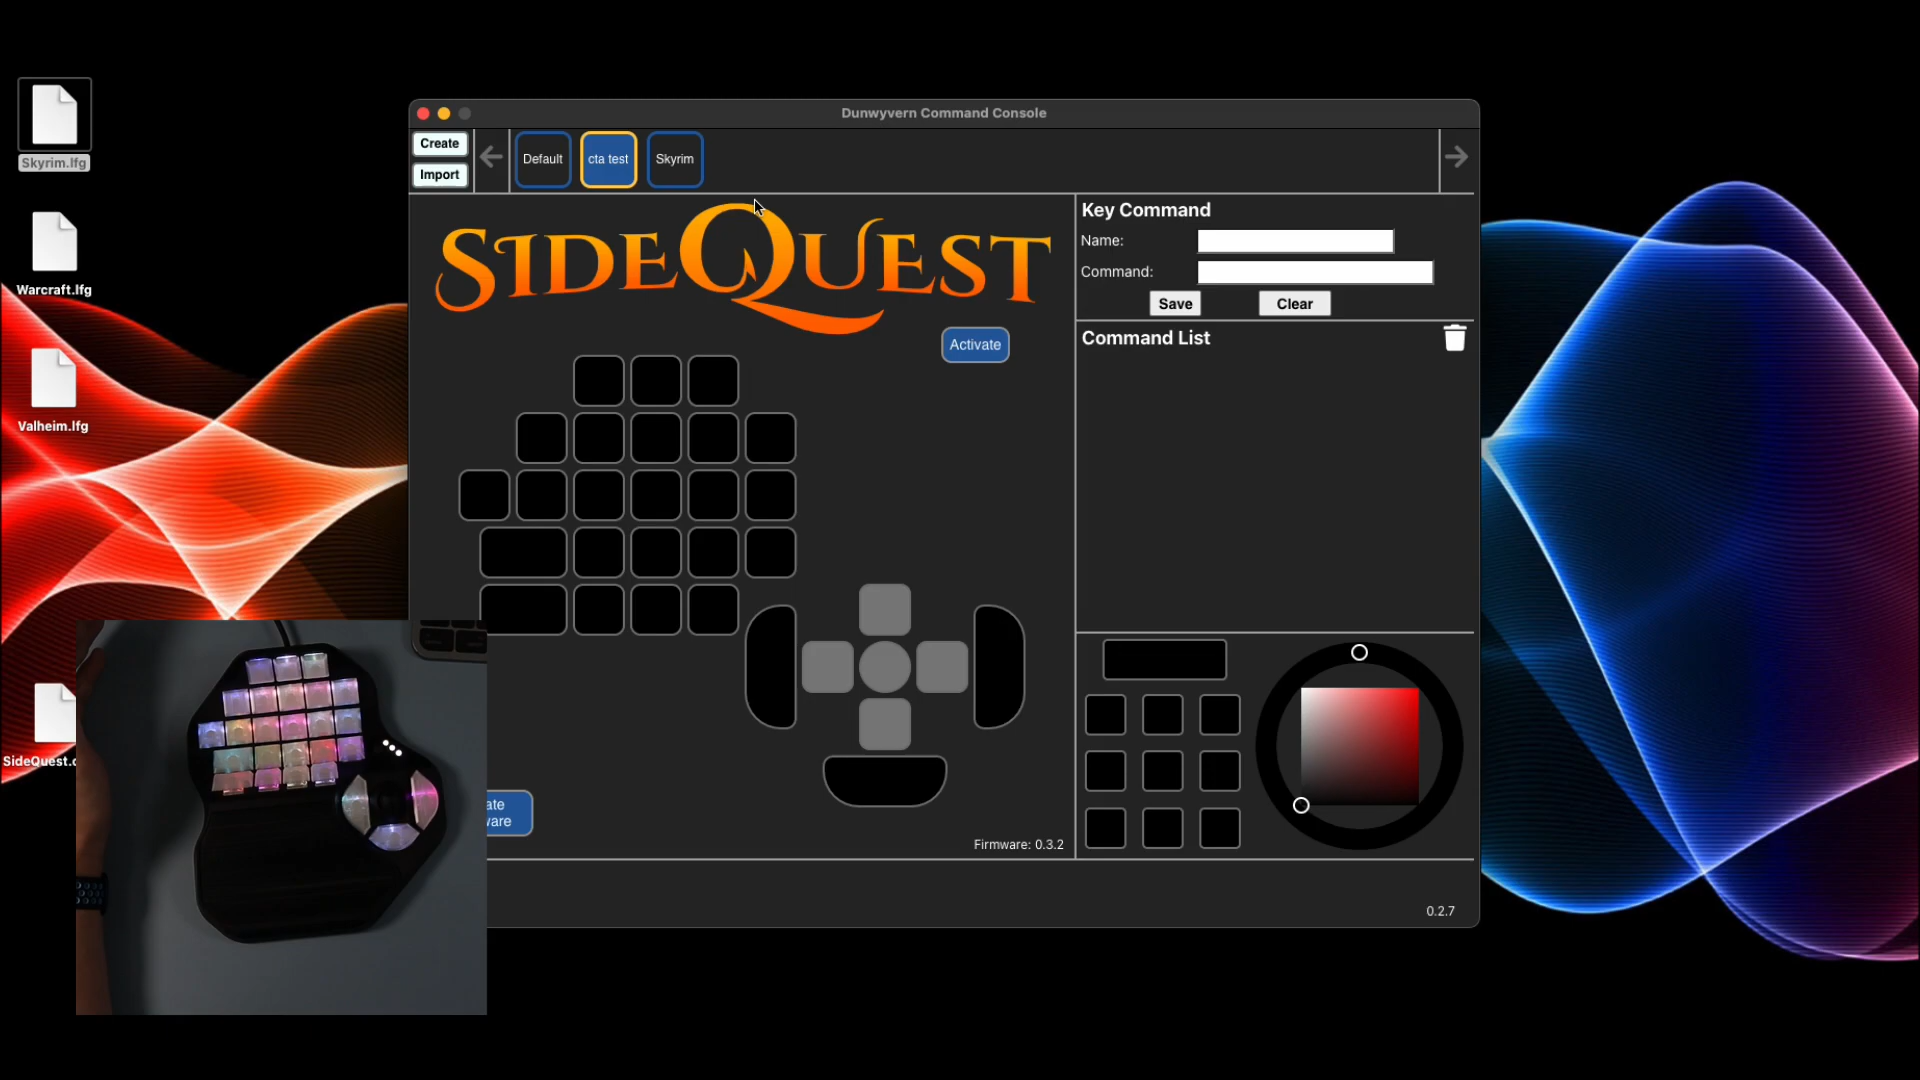 Dunwyvern Command Console
Create
Import
Default
cta test
Skyrim
SIDEQUEST
Activate
Key Command
Name:
Command:
Save
Clear
Command List
Skyrim.lfg
Warcraft.lfg
Valheim.lfg
SideQuest.c
ate
vare
Firmware: 0.3.2
0.2.7